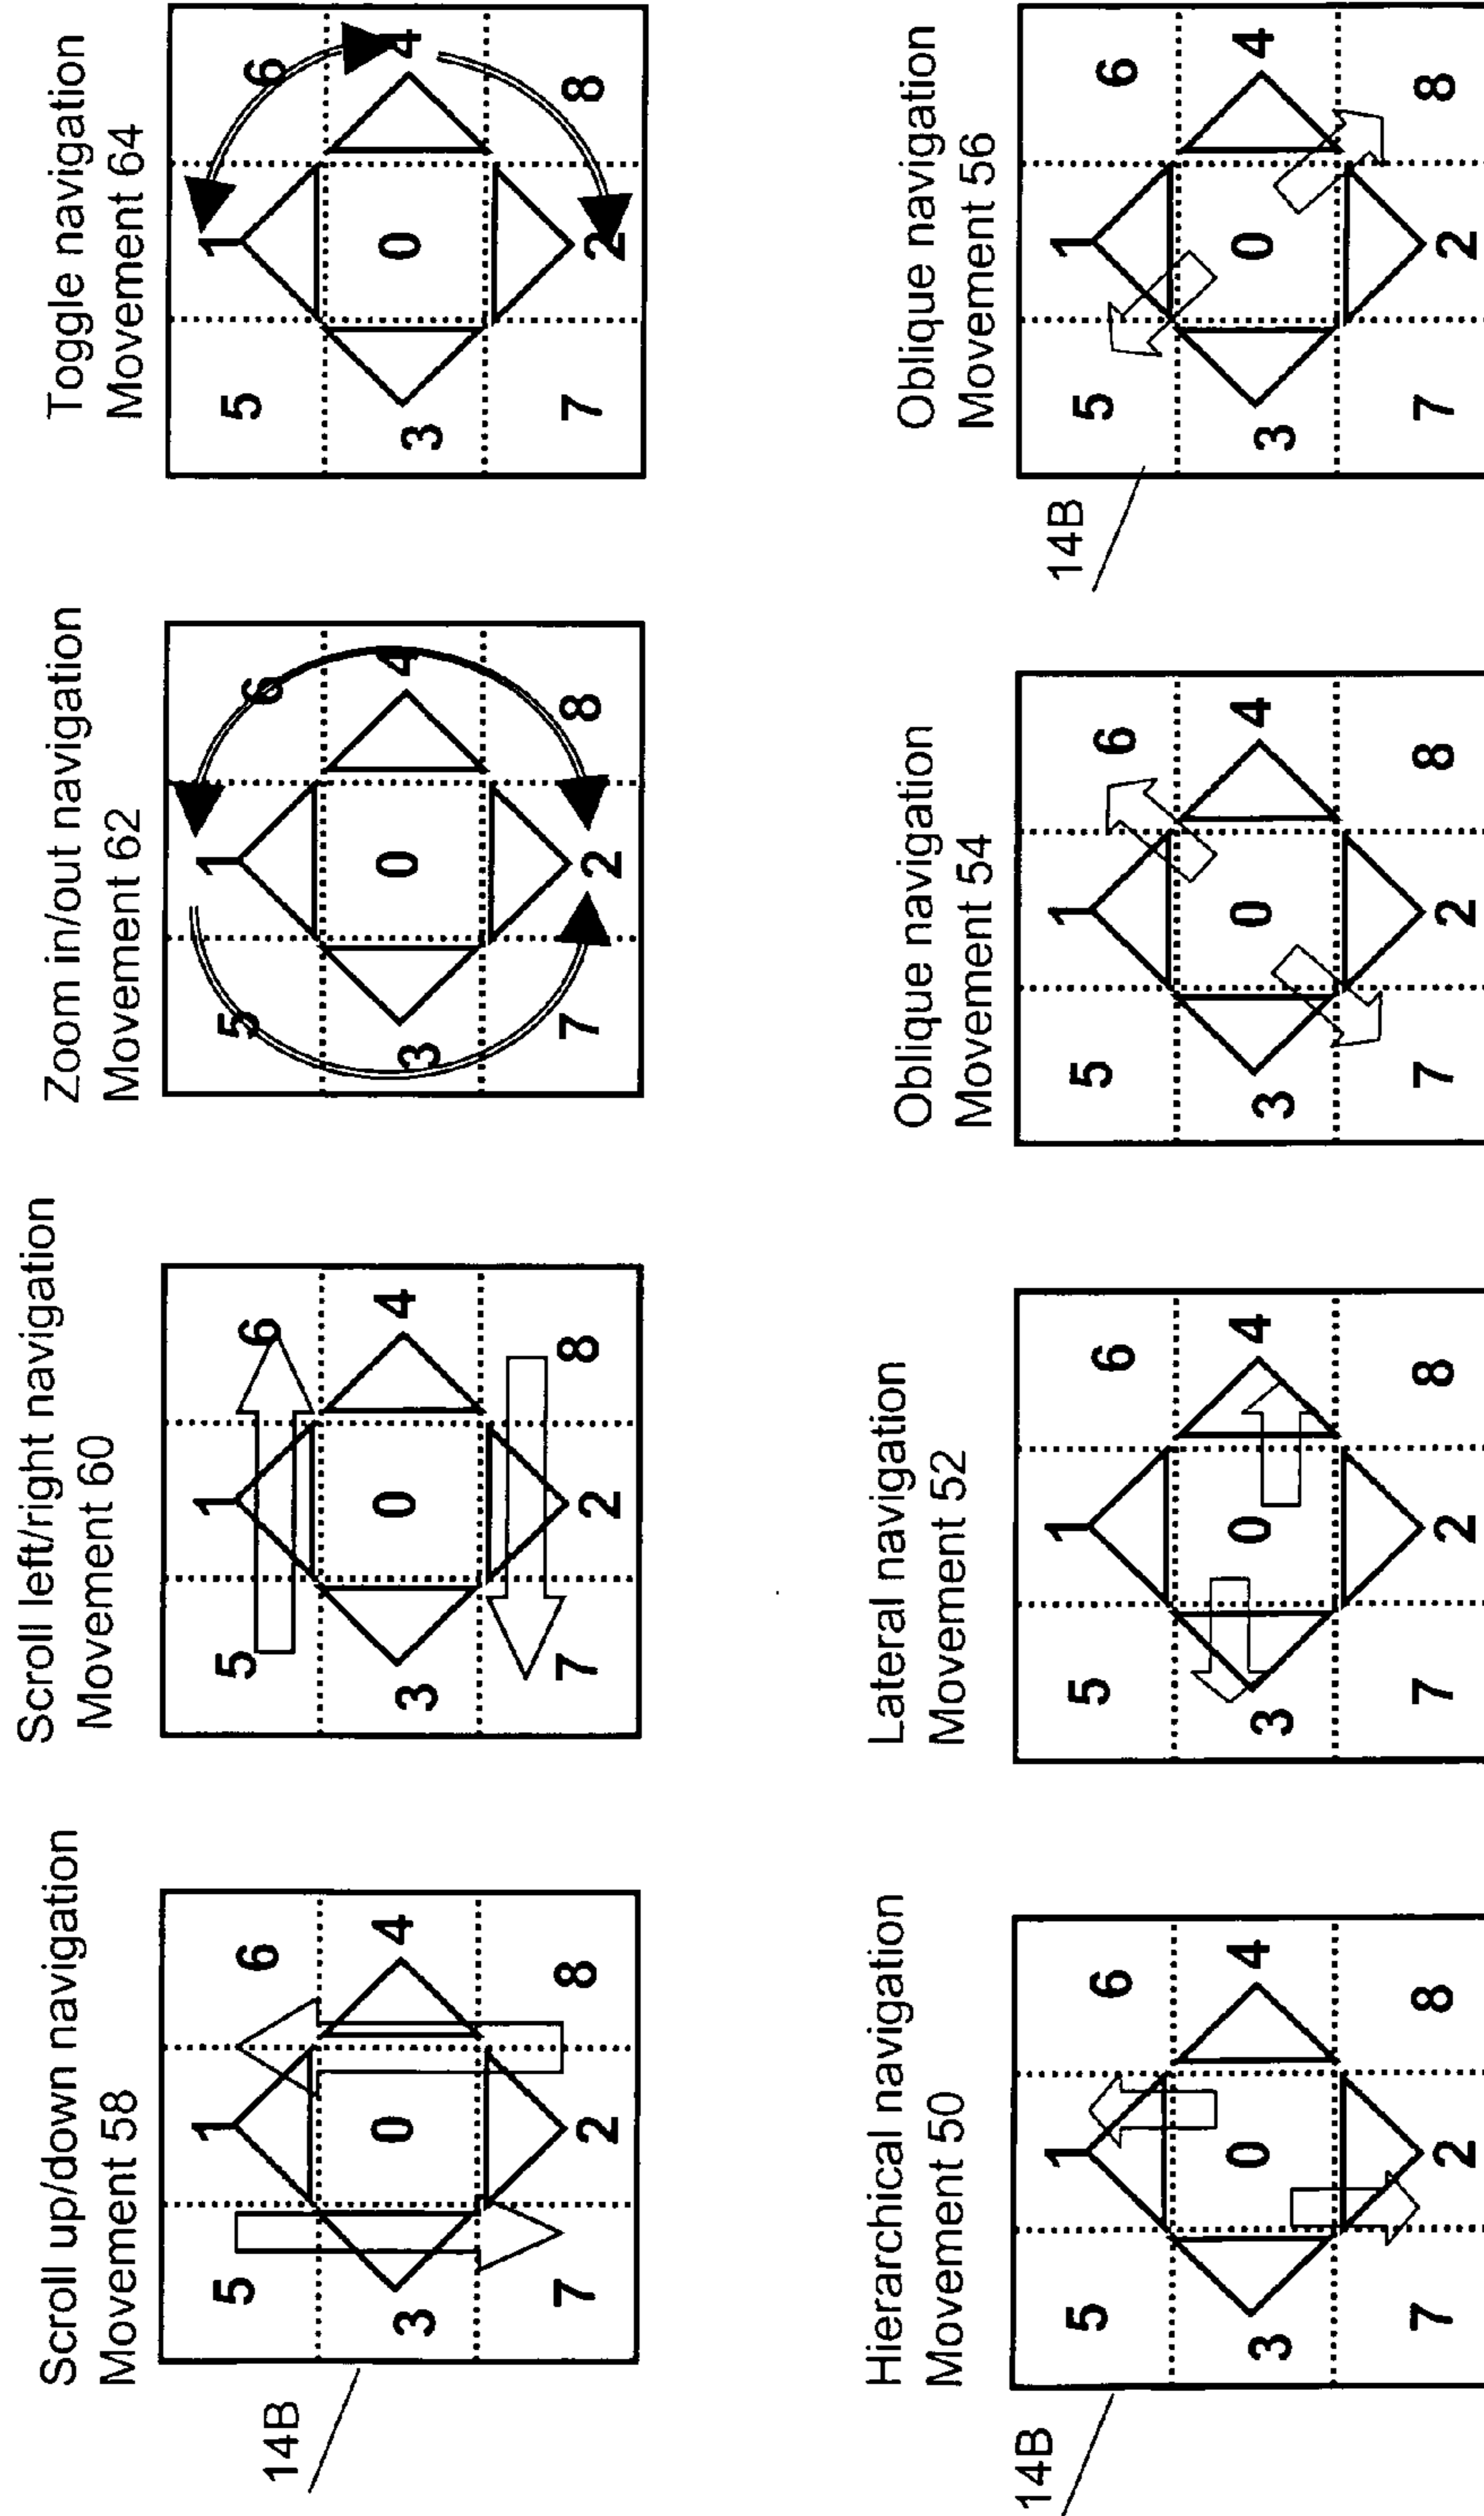 Scroll up/down navigation
Movement 58
5 1 6
3 0 4
7 2 8
14B
Scroll left/right navigation
Movement 60
5 1 6
3 0 4
7 2 8
Zoom in/out navigation
Movement 62
5 1 6
3 0 4
7 2 8
Toggle navigation
Movement 64
5 1 6
3 0 4
7 2 8
Hierarchical navigation
Movement 50
5 1 6
3 0 4
7 2 8
14B
Lateral navigation
Movement 52
5 1 6
3 0 4
7 2 8
Oblique navigation
Movement 54
5 1 6
3 0 4
7 2 8
Oblique navigation
Movement 56
5 1 6
3 0 4
7 2 8
14B